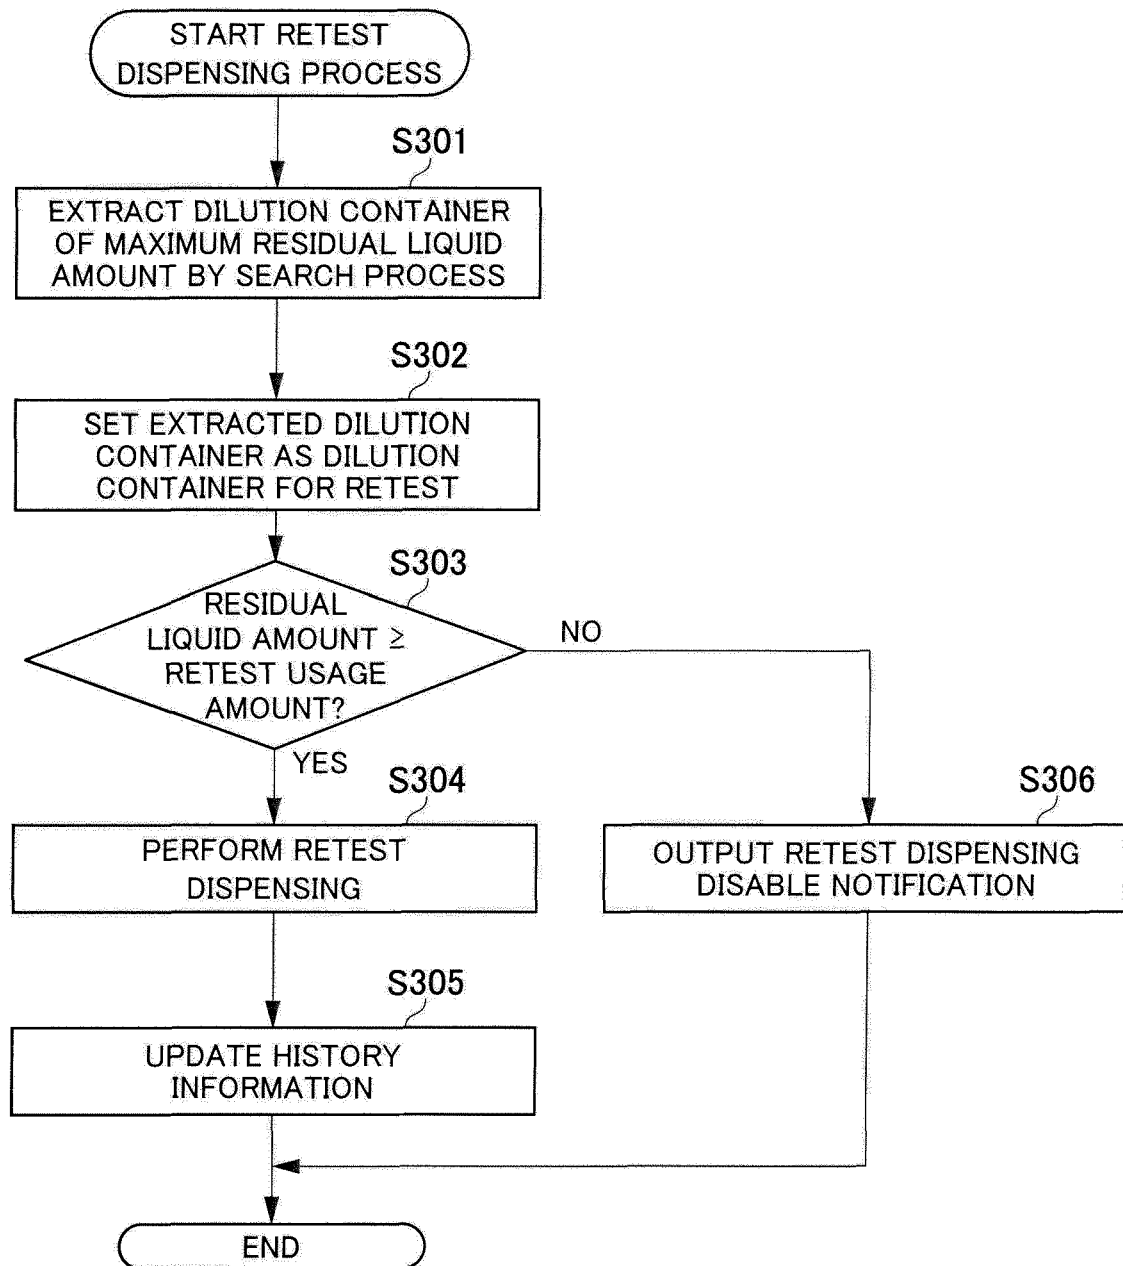 START RETEST
DISPENSING PROCESS
S301
EXTRACT DILUTION CONTAINER
OF MAXIMUM RESIDUAL LIQUID
AMOUNT BY SEARCH PROCESS
S302
SET EXTRACTED DILUTION
CONTAINER AS DILUTION
CONTAINER FOR RETEST
S303
RESIDUAL
LIQUID AMOUNT ≥
RETEST USAGE
AMOUNT?
NO
YES
S304
PERFORM RETEST
DISPENSING
S306
OUTPUT RETEST DISPENSING
DISABLE NOTIFICATION
S305
UPDATE HISTORY
INFORMATION
END